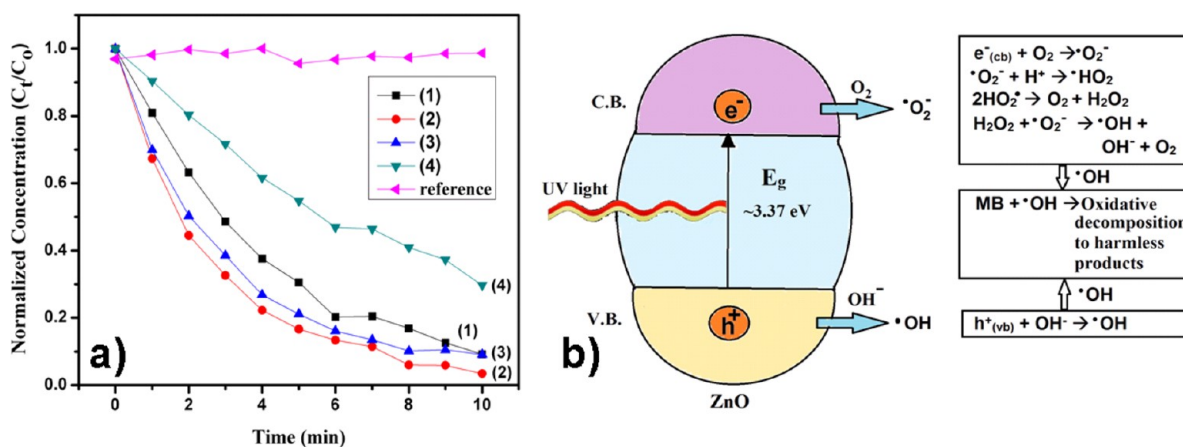 1.0
0.8
0.6
0.4
0.2
0.0
Normalized Concentration (Ct/Co)
0 2 4 6 8 10
Time (min)
(1)
(2)
(3)
(4)
reference
(4)
(1)
(3)
(2)
a)
C.B.
e⁻
O₂
•O₂⁻
UV light
E_g
~3.37 eV
V.B.
h⁺
OH⁻
•OH
ZnO
b)
e⁻(cb) + O₂ →•O₂⁻
•O₂⁻ + H⁺ → •HO₂
2HO₂• → O₂ + H₂O₂
H₂O₂ + •O₂⁻ → •OH +
OH⁻ + O₂
•OH
MB + •OH → Oxidative
decomposition
to harmless
products
•OH
h⁺(vb) + OH⁻ → •OH